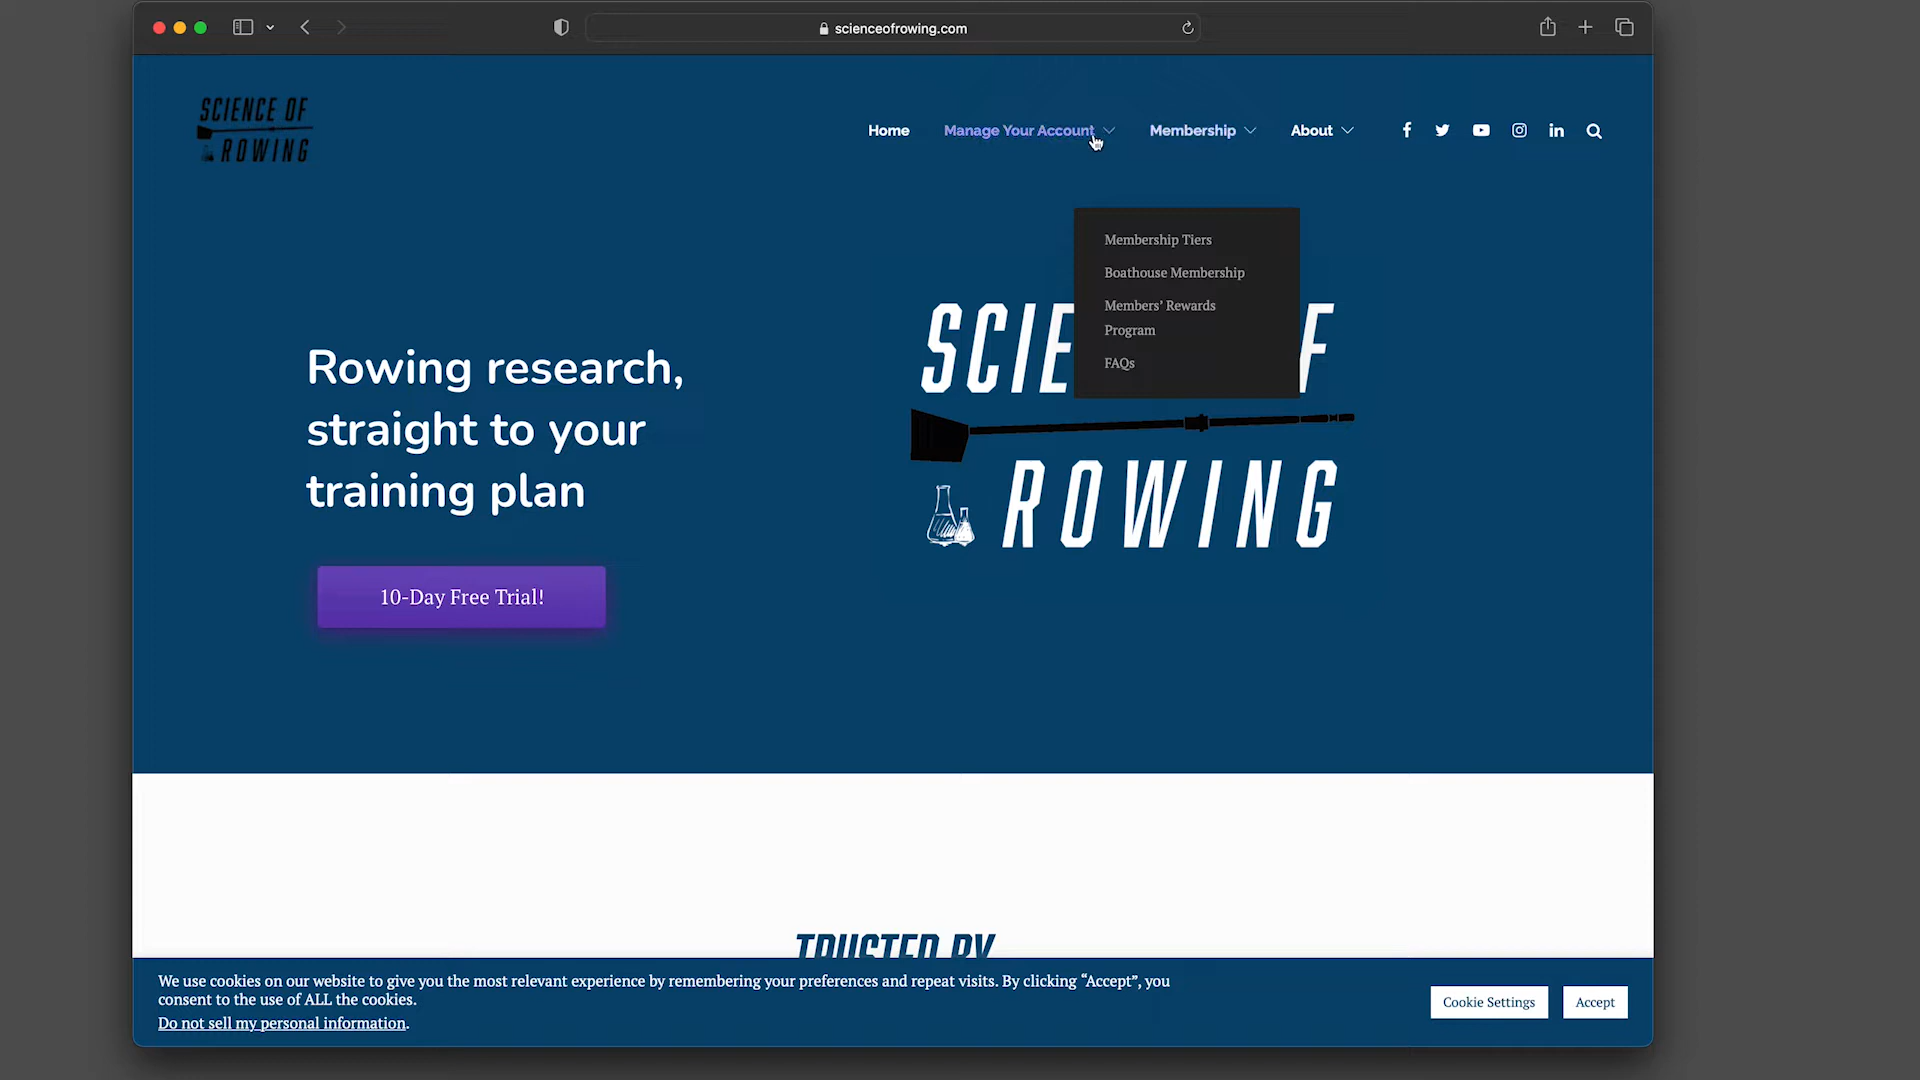 scienceofrowing.com
SCIENCE OF
ROWING
Home
Manage Your Account
Membership
About
Membership Tiers
Boathouse Membership
Members’ Rewards
Program
FAQs
SCIE F
ROWING
Rowing research,
straight to your
training plan
10-Day Free Trial!
TRUSTED BY
We use cookies on our website to give you the most relevant experience by remembering your preferences and repeat visits. By clicking “Accept”, you
consent to the use of ALL the cookies.
Do not sell my personal information.
Cookie Settings
Accept